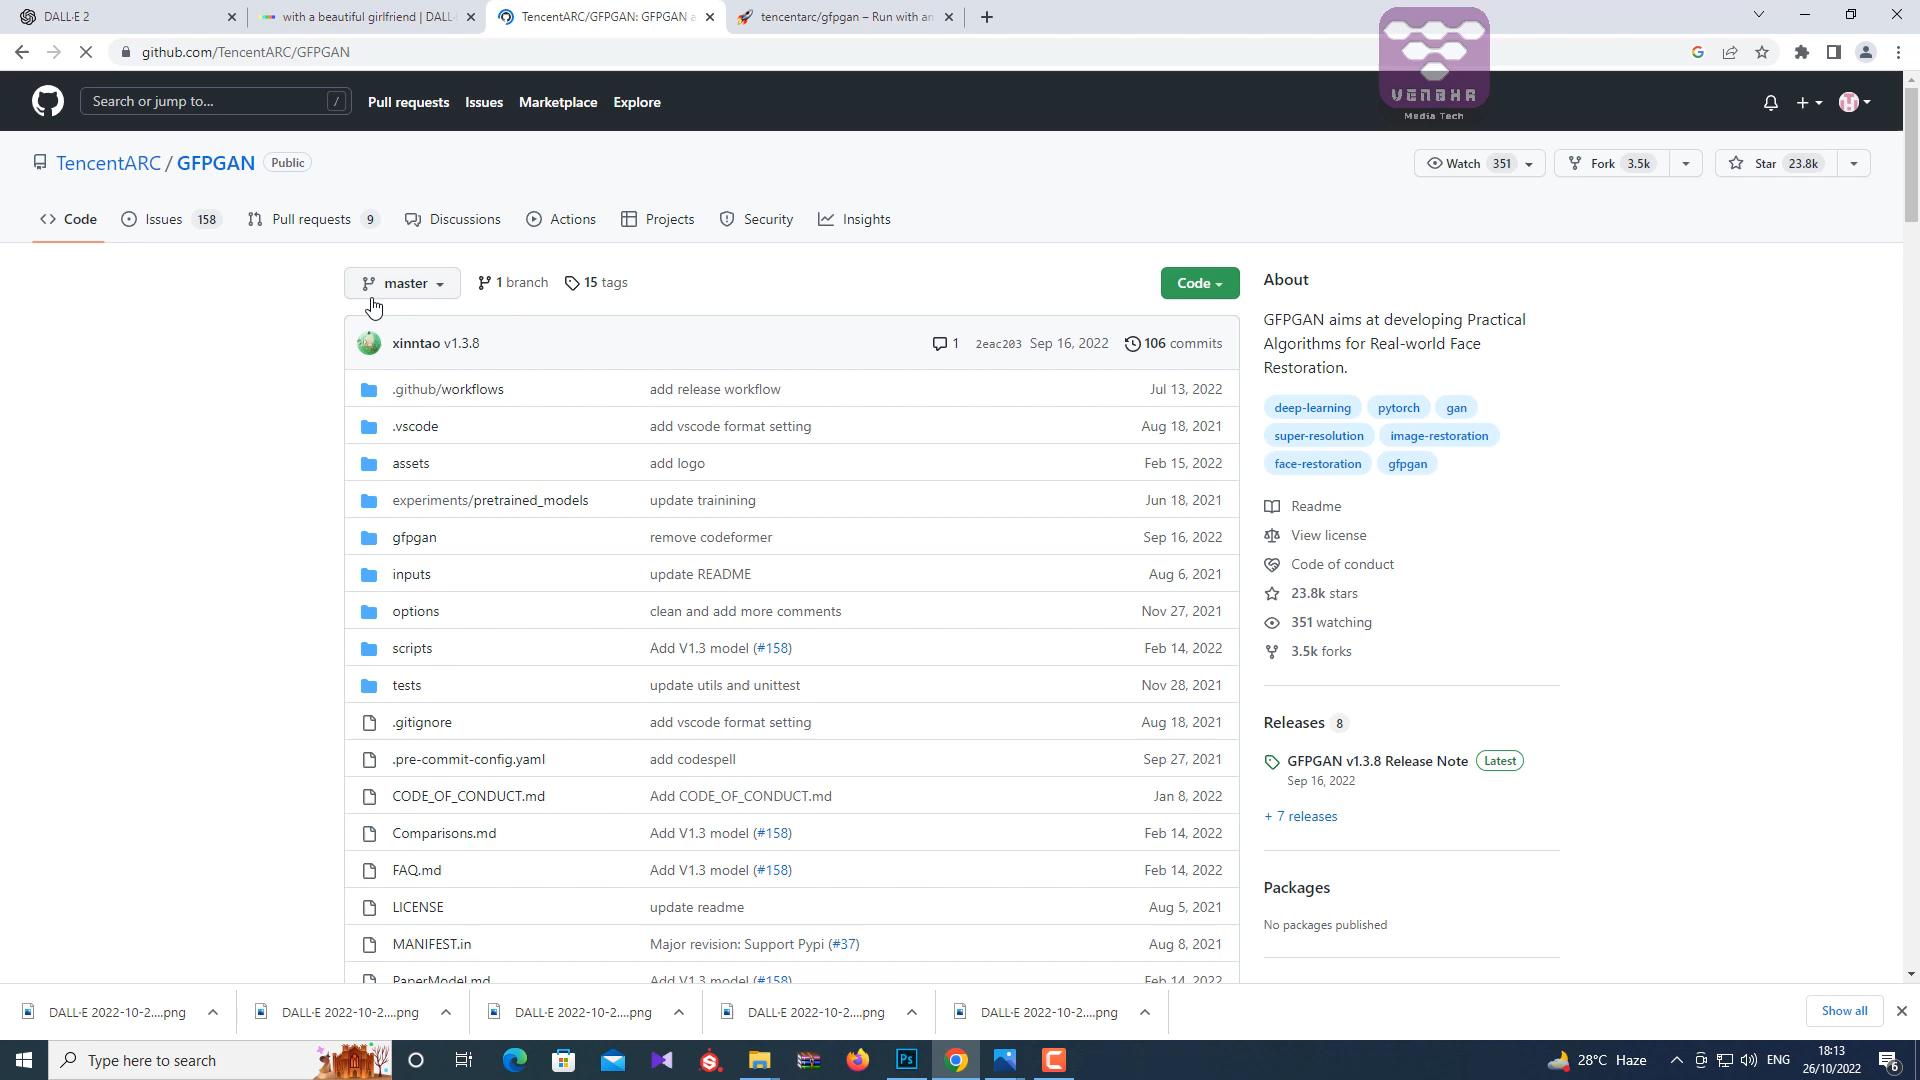 DALL·E 2
with a beautiful girlfriend | DALL·
TencentARC/GFPGAN: GFPGAN a
tencentarc/gfpgan – Run with an
github.com/TencentARC/GFPGAN
VENBHA
Media Tech
Search or jump to...
/
Pull requests
Issues
Marketplace
Explore
TencentARC / GFPGAN
Public
Watch 351
Fork 3.5k
Star 23.8k
Code
Issues 158
Pull requests 9
Discussions
Actions
Projects
Security
Insights
master
1 branch
15 tags
Code
About
GFPGAN aims at developing Practical
Algorithms for Real-world Face
Restoration.
xinntao v1.3.8
1
2eac203 Sep 16, 2022
106 commits
.github/workflows add release workflow Jul 13, 2022
.vscode add vscode format setting Aug 18, 2021
assets add logo Feb 15, 2022
experiments/pretrained_models update trainining Jun 18, 2021
gfpgan remove codeformer Sep 16, 2022
inputs update README Aug 6, 2021
options clean and add more comments Nov 27, 2021
scripts Add V1.3 model (#158) Feb 14, 2022
tests update utils and unittest Nov 28, 2021
.gitignore add vscode format setting Aug 18, 2021
.pre-commit-config.yaml add codespell Sep 27, 2021
CODE_OF_CONDUCT.md Add CODE_OF_CONDUCT.md Jan 8, 2022
Comparisons.md Add V1.3 model (#158) Feb 14, 2022
FAQ.md Add V1.3 model (#158) Feb 14, 2022
LICENSE update readme Aug 5, 2021
MANIFEST.in Major revision: Support Pypi (#37) Aug 8, 2021
PaperModel.md Add V1.3 model (#158) Feb 14, 2022
deep-learning pytorch gan
super-resolution image-restoration
face-restoration gfpgan
Readme
View license
Code of conduct
23.8k stars
351 watching
3.5k forks
Releases 8
GFPGAN v1.3.8 Release Note Latest
Sep 16, 2022
+ 7 releases
Packages
No packages published
DALL·E 2022-10-2....png
DALL·E 2022-10-2....png
DALL·E 2022-10-2....png
DALL·E 2022-10-2....png
DALL·E 2022-10-2....png
Show all
Type here to search
Ps
28°C Haze
ENG
18:13
26/10/2022
6